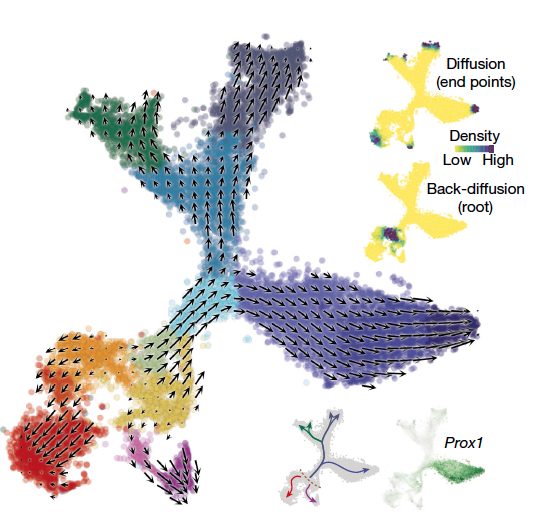 Diffusion
(end points)
Density
Low High
Back-diffusion
(root)
Prox1